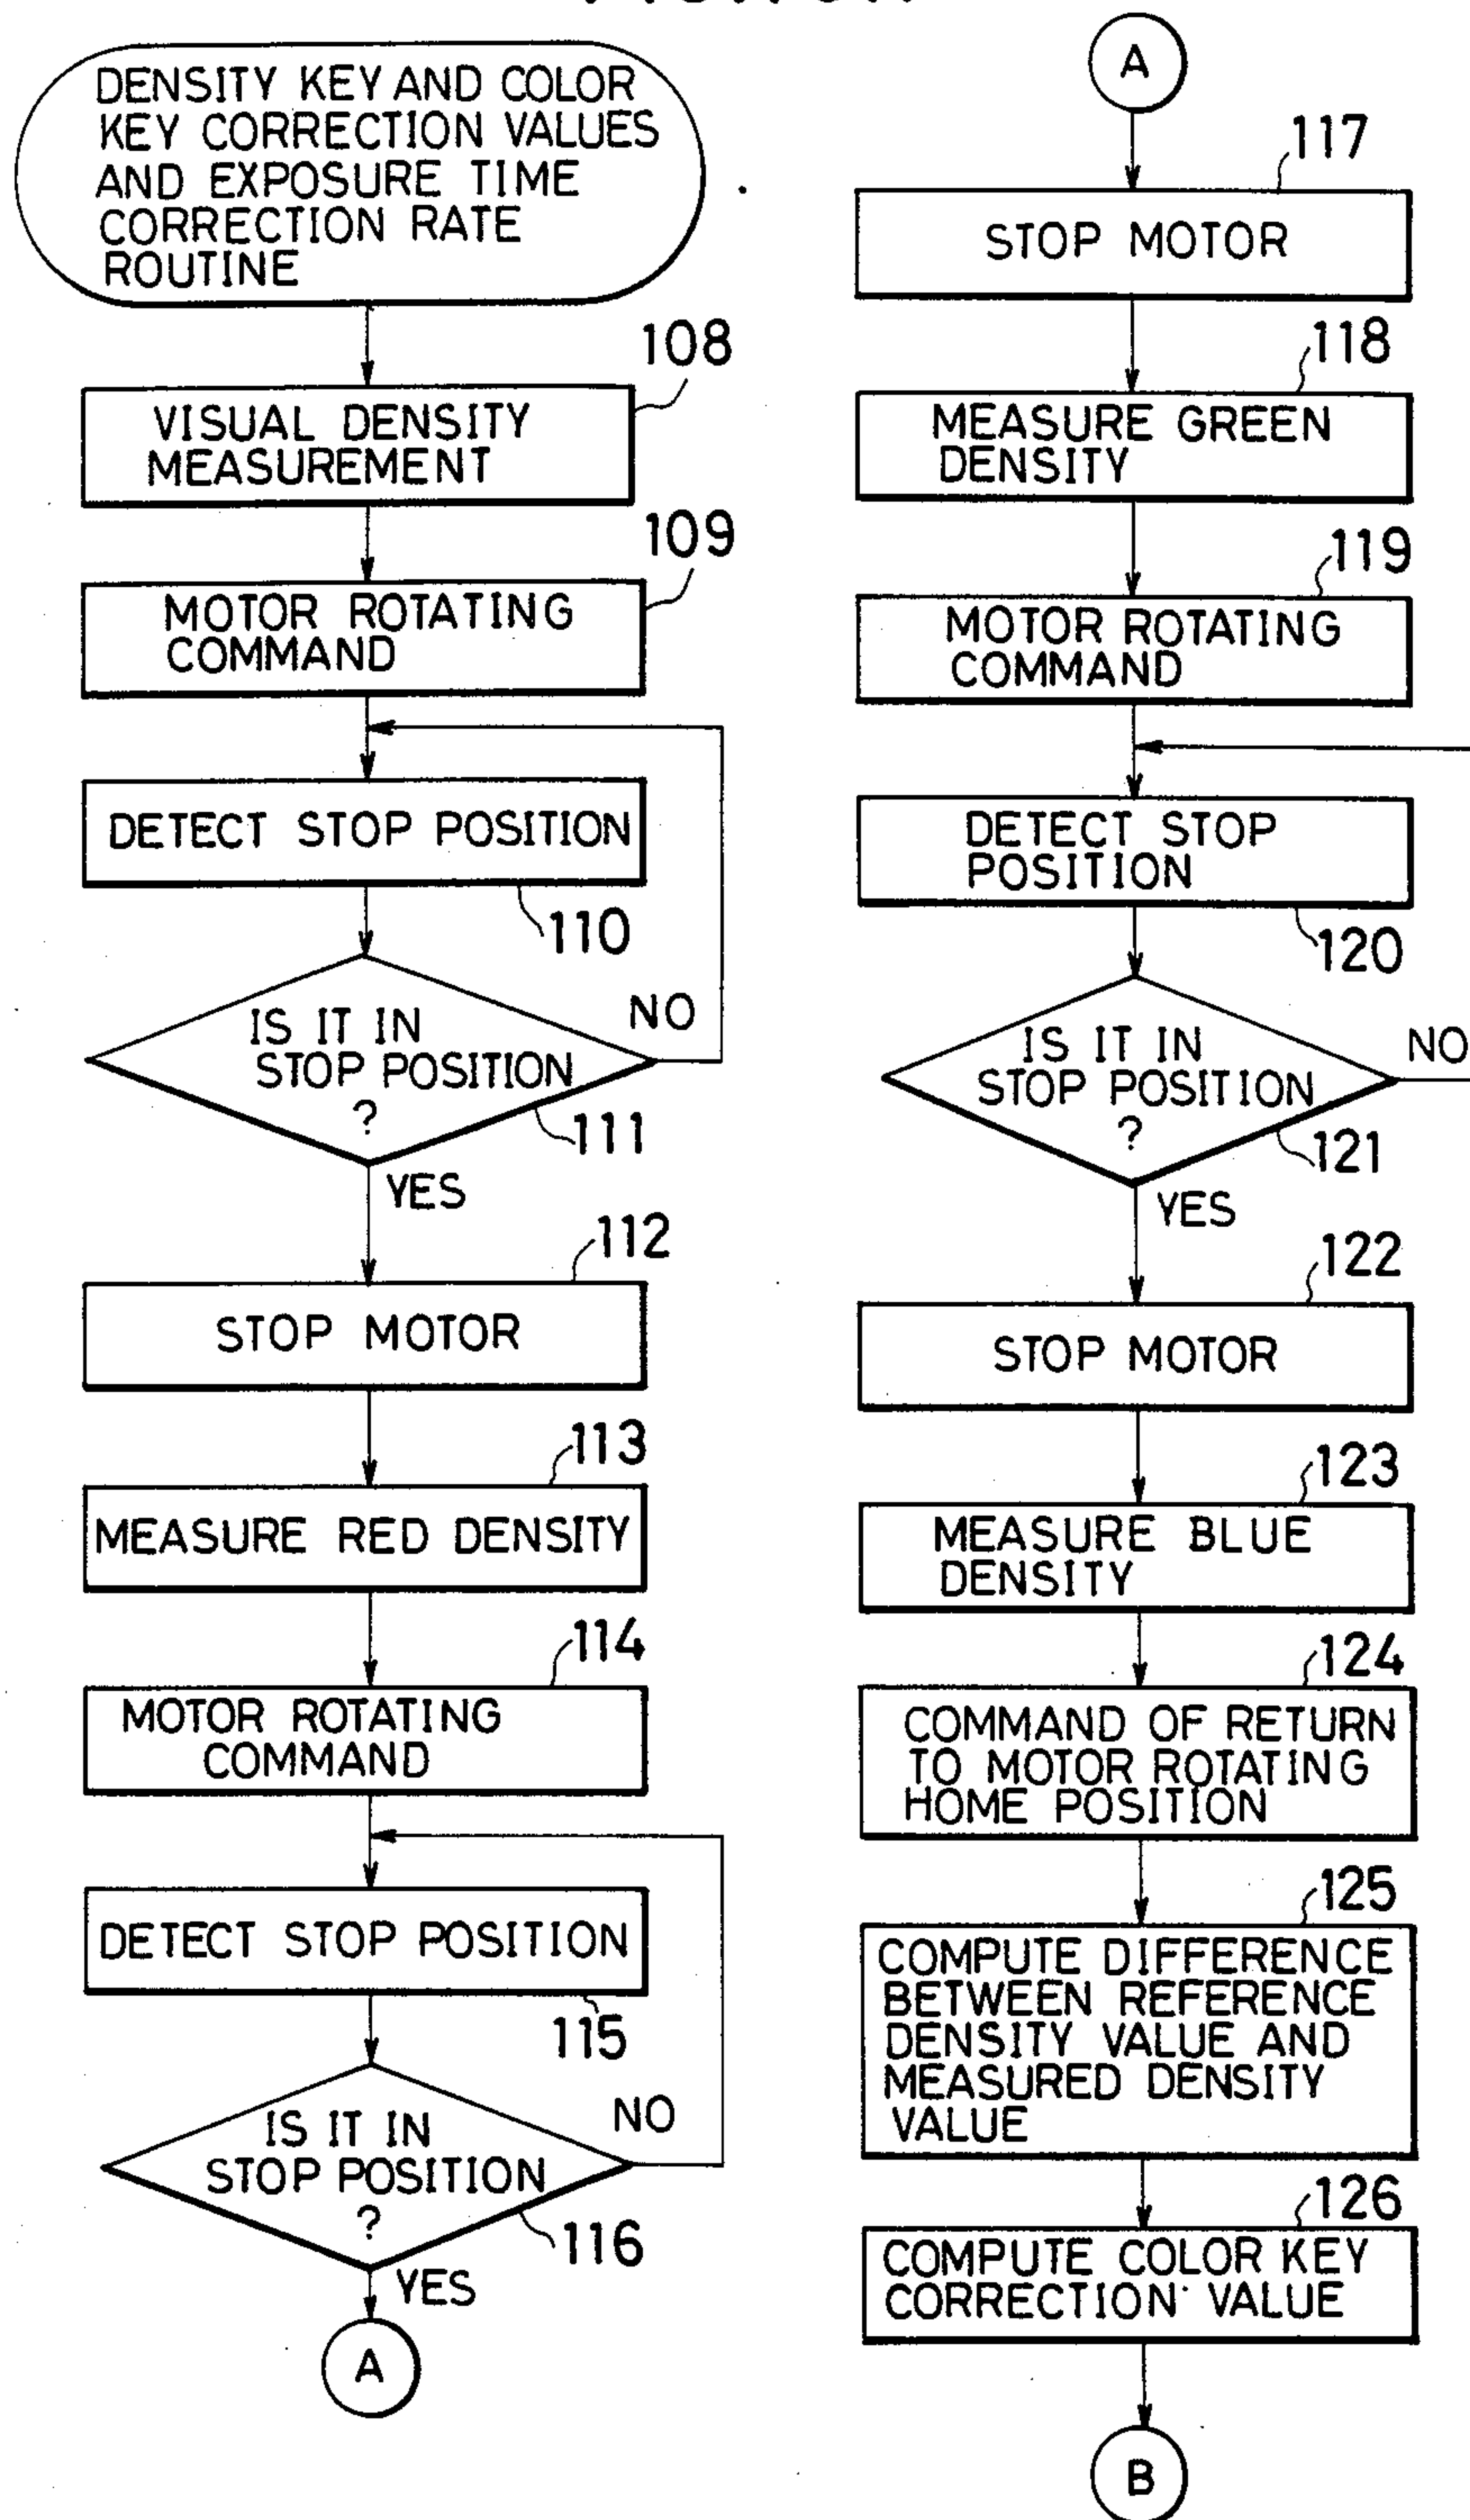 DENSITY KEY AND COLOR
KEY CORRECTION VALUES
AND EXPOSURE TIME
CORRECTION RATE
ROUTINE
108
VISUAL DENSITY
MEASUREMENT
109
MOTOR ROTATING
COMMAND
DETECT STOP POSITION
110
IS IT IN
STOP POSITION
?
NO
111
YES
112
STOP MOTOR
113
MEASURE RED DENSITY
114
MOTOR ROTATING
COMMAND
DETECT STOP POSITION
115
IS IT IN
STOP POSITION
?
NO
116
YES
A
A
117
STOP MOTOR
118
MEASURE GREEN
DENSITY
119
MOTOR ROTATING
COMMAND
DETECT STOP
POSITION
120
IS IT IN
STOP POSITION
?
NO
121
YES
122
STOP MOTOR
123
MEASURE BLUE
DENSITY
124
COMMAND OF RETURN
TO MOTOR ROTATING
HOME POSITION
125
COMPUTE DIFFERENCE
BETWEEN REFERENCE
DENSITY VALUE AND
MEASURED DENSITY
VALUE
126
COMPUTE COLOR KEY
CORRECTION VALUE
B